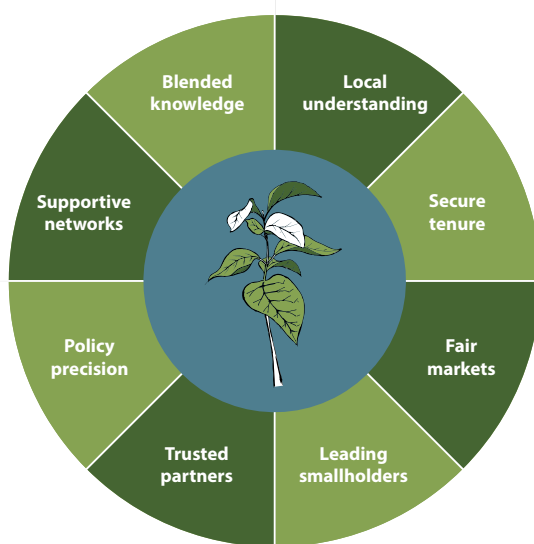 Blended
knowledge
Local
understanding
Supportive
networks
Secure
tenure
Policy
precision
Fair
markets
Trusted
partners
Leading
smallholders